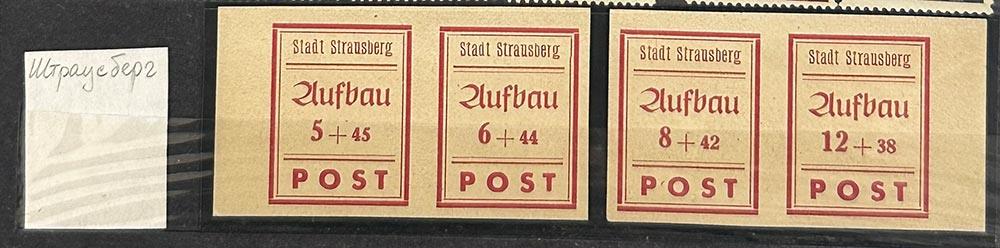 Штраусберг
Stadt Strausberg
Aufbau
5 + 45
POST
Stadt Strausberg
Aufbau
6 + 44
POST
Stadt Strausberg
Aufbau
8 + 42
POST
Stadt Strausberg
Aufbau
12 + 38
POST